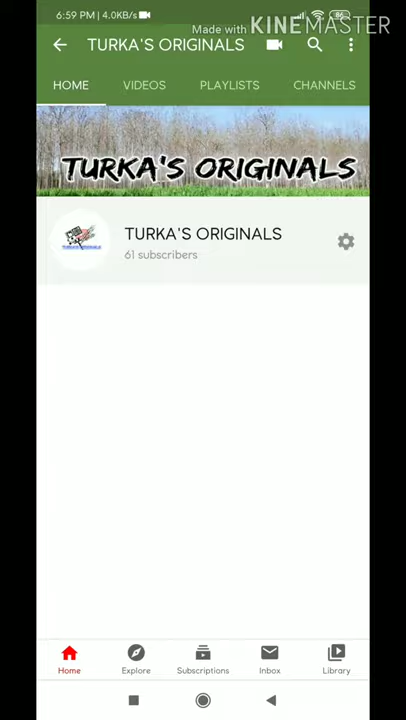 6:59 PM | 4.0KB/s
Made with KINEMASTER
TURKA'S ORIGINALS
HOME VIDEOS PLAYLISTS CHANNELS
TURKA'S ORIGINALS
TURKA'S ORIGINALS
61 subscribers
Home Explore Subscriptions Inbox Library